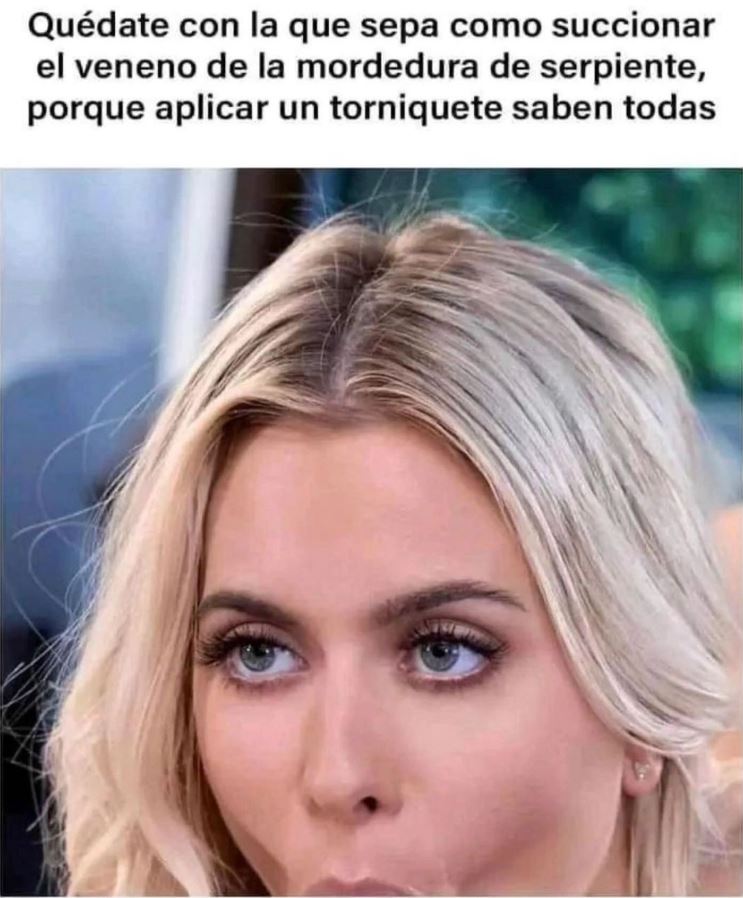 Quédate con la que sepa como succionar
el veneno de la mordedura de serpiente,
porque aplicar un torniquete saben todas